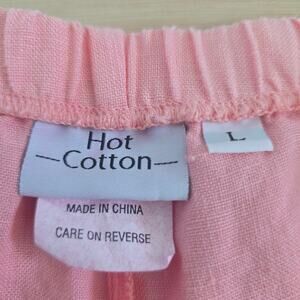 Hot
—Cotton—
L
MADE IN CHINA
CARE ON REVERSE